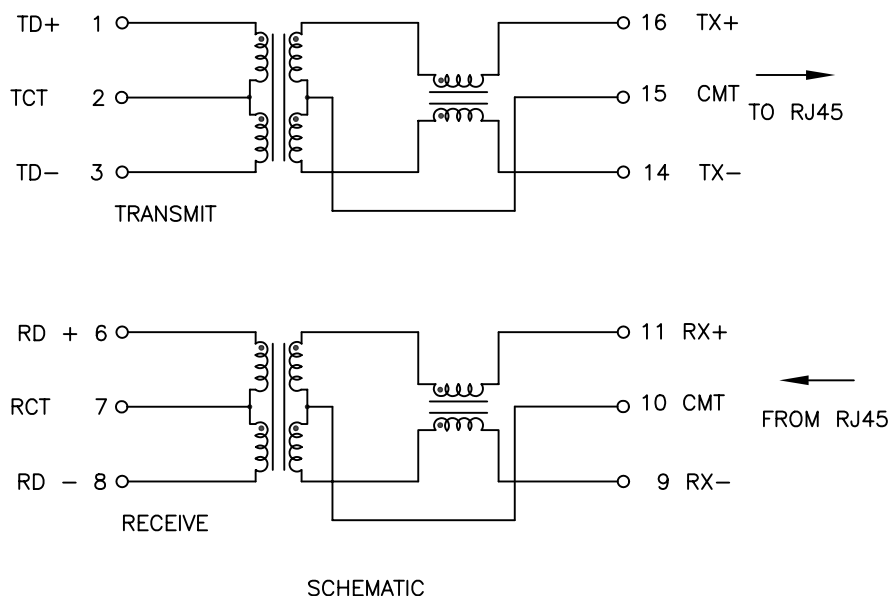 TD+ 1 16 TX+
TCT 2 15 CMT
TO RJ45
TD− 3 14 TX−
TRANSMIT
RD + 6 11 RX+
RCT 7 10 CMT
FROM RJ45
RD − 8 9 RX−
RECEIVE
SCHEMATIC